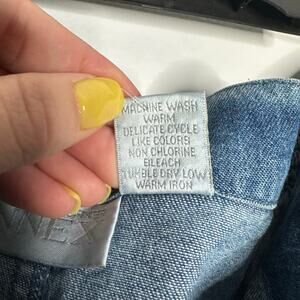 MACHINE WASH
WARM
DELICATE CYCLE
LIKE COLORS
NON CHLORINE
BLEACH
TUMBLE DRY LOW
WARM IRON